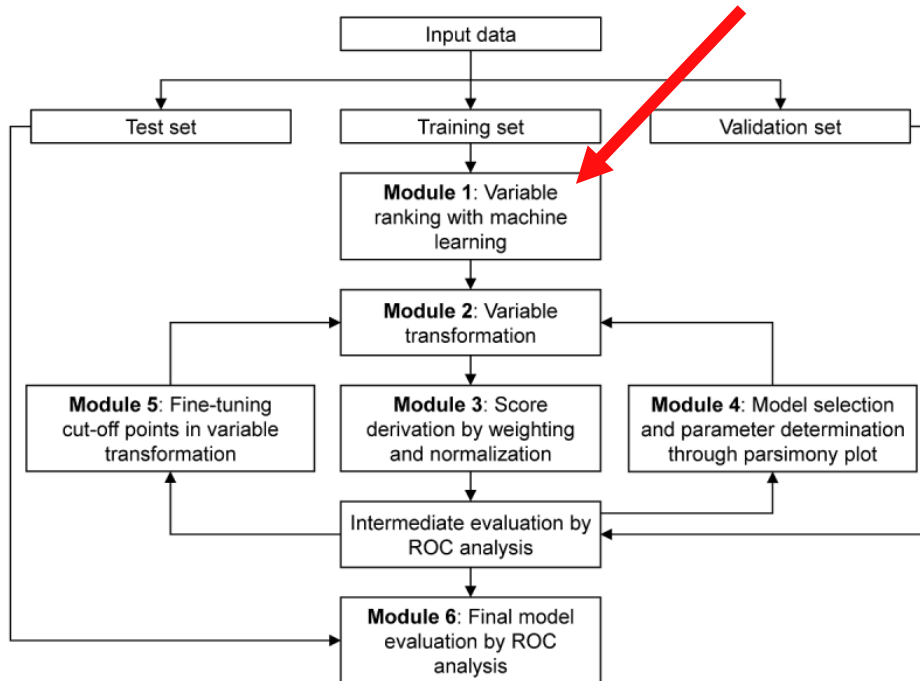 Input data
Test set
Training set
Validation set
Module 1: Variable
ranking with machine
learning
Module 2: Variable
transformation
Module 5: Fine-tuning
cut-off points in variable
transformation
Module 3: Score
derivation by weighting
and normalization
Module 4: Model selection
and parameter determination
through parsimony plot
Intermediate evaluation by
ROC analysis
Module 6: Final model
evaluation by ROC
analysis